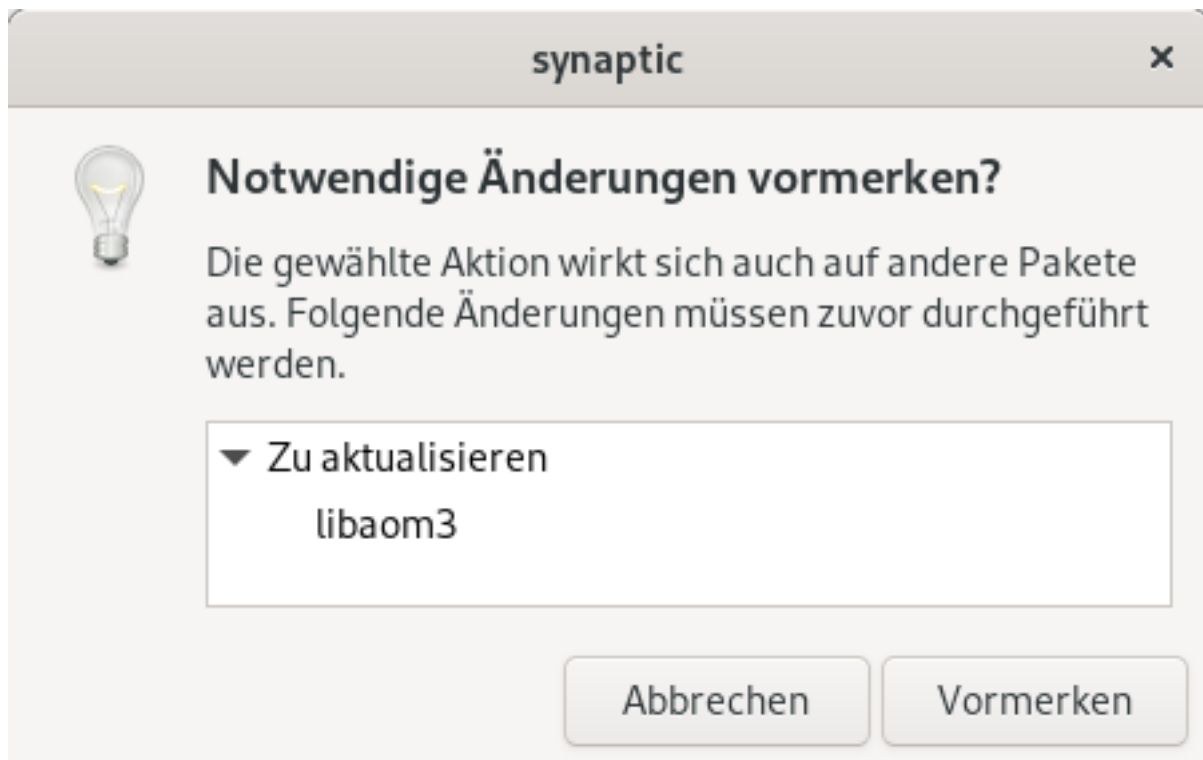 synaptic
Notwendige Änderungen vormerken?
Die gewählte Aktion wirkt sich auch auf andere Pakete
aus. Folgende Änderungen müssen zuvor durchgeführt
werden.
Zu aktualisieren
libaom3
Abbrechen
Vormerken